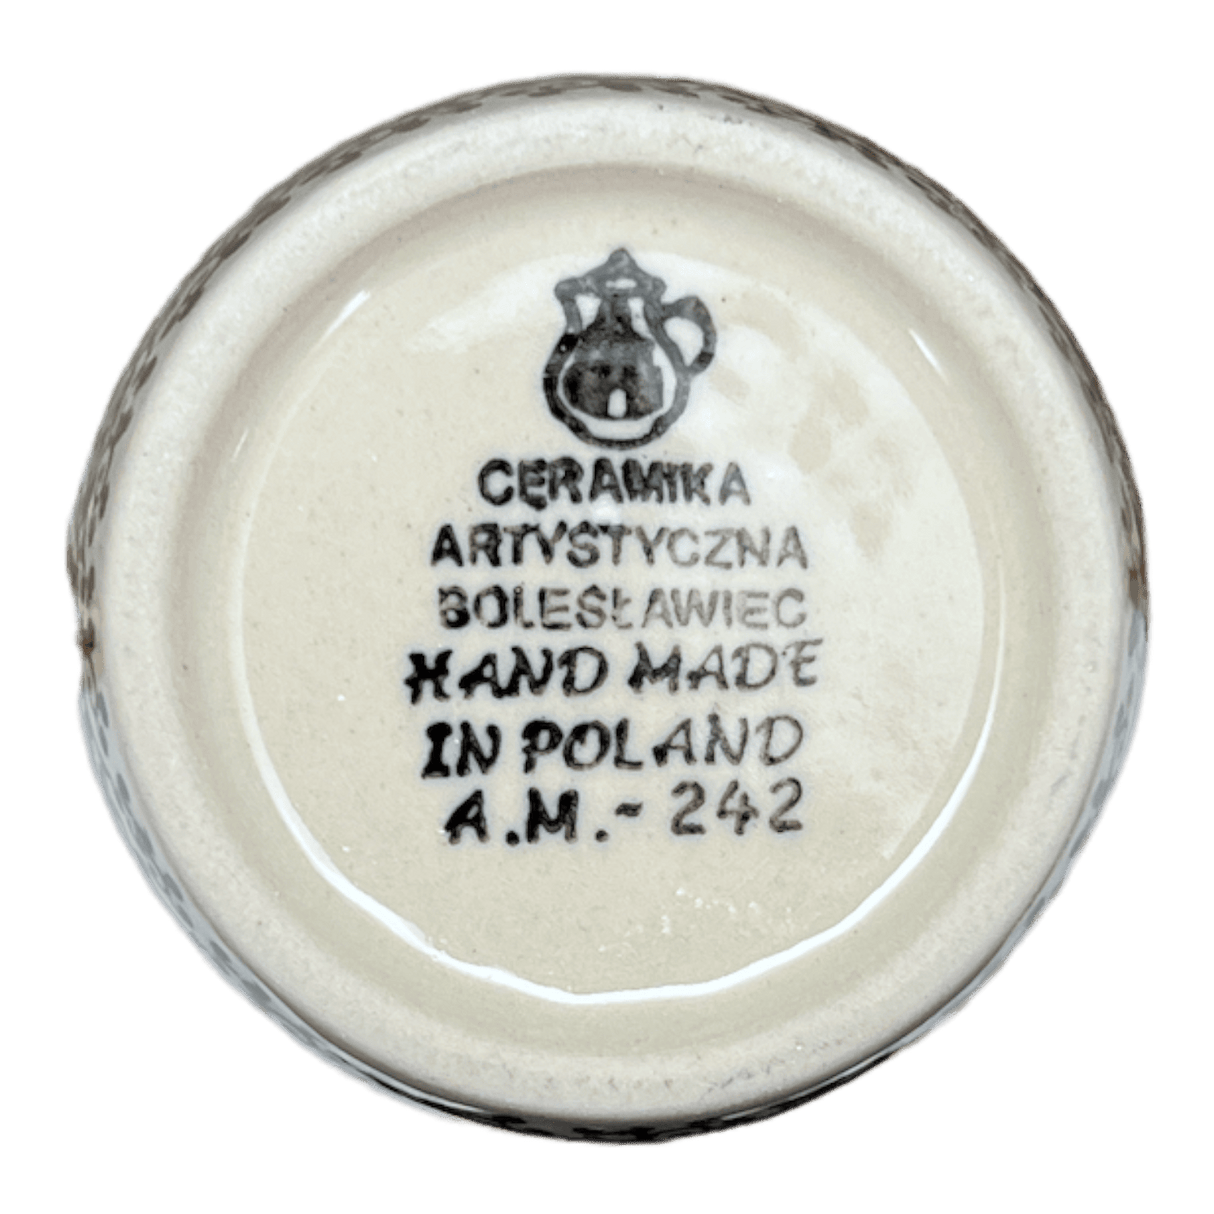 CERAMIKA
ARTYSTYCZNA
BOLESŁAWIEC
HAND MADE
IN POLAND
A.M.- 242